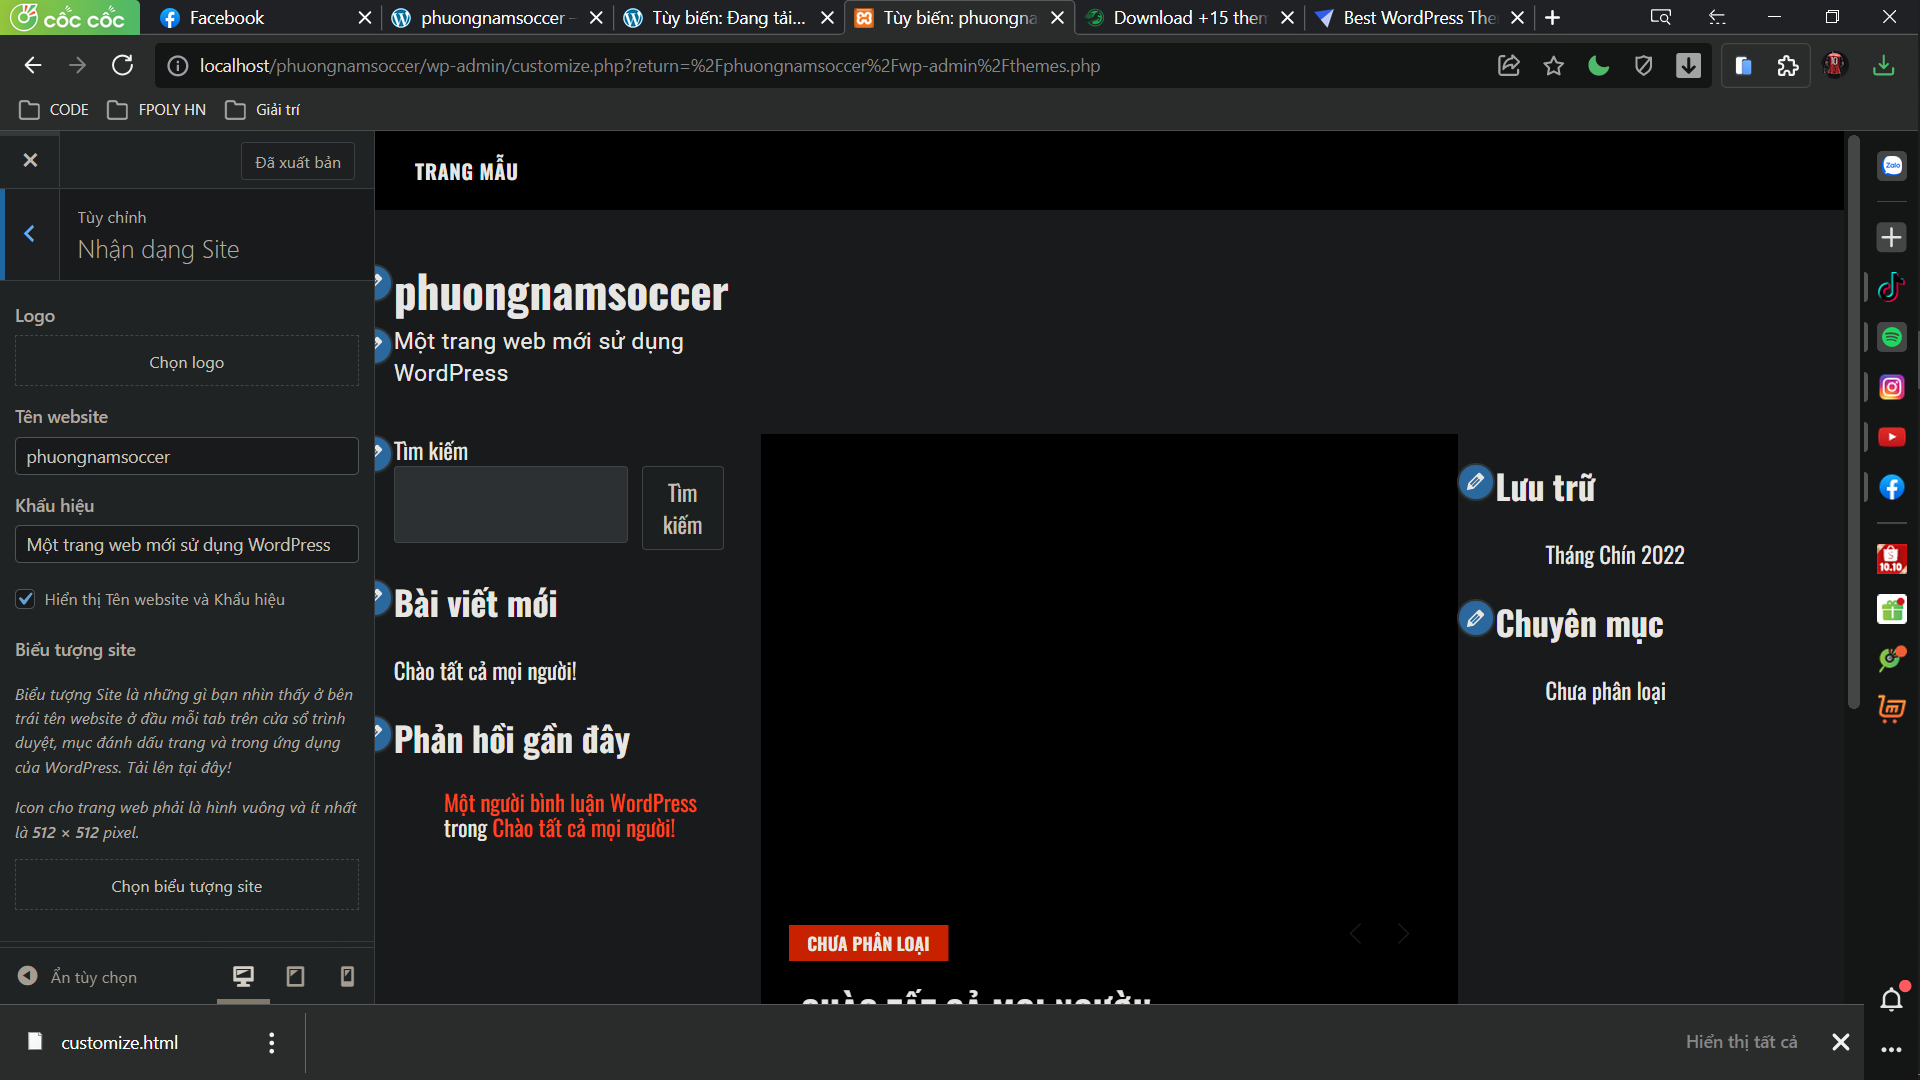 cốc cốc
Facebook
phuongnamsoccer -
Tùy biến: Đang tải...
Tùy biến: phuongna
Download +15 them
Best WordPress The
localhost/phuongnamsoccer/wp-admin/customize.php?return=%2Fphuongnamsoccer%2Fwp-admin%2Fthemes.php
CODE
FPOLY HN
Giải trí
Đã xuất bản
Tùy chỉnh
Nhận dạng Site
Logo
Chọn logo
Tên website
phuongnamsoccer
Khẩu hiệu
Một trang web mới sử dụng WordPress
Hiển thị Tên website và Khẩu hiệu
Biểu tượng site
Biểu tượng Site là những gì bạn nhìn thấy ở bên
trái tên website ở đầu mỗi tab trên cửa sổ trình
duyệt, mục đánh dấu trang và trong ứng dụng
của WordPress. Tải lên tại đây!
Icon cho trang web phải là hình vuông và ít nhất
là 512 × 512 pixel.
Chọn biểu tượng site
Ẩn tùy chọn
TRANG MẪU
phuongnamsoccer
Một trang web mới sử dụng
WordPress
Tìm kiếm
Tìm
kiếm
Bài viết mới
Chào tất cả mọi người!
Phản hồi gần đây
Một người bình luận WordPress
trong Chào tất cả mọi người!
CHƯA PHÂN LOẠI
CHÀO TẤT CẢ MỌI NGƯỜI!
Lưu trữ
Tháng Chín 2022
Chuyên mục
Chưa phân loại
Zalo
10.10
customize.html
Hiển thị tất cả